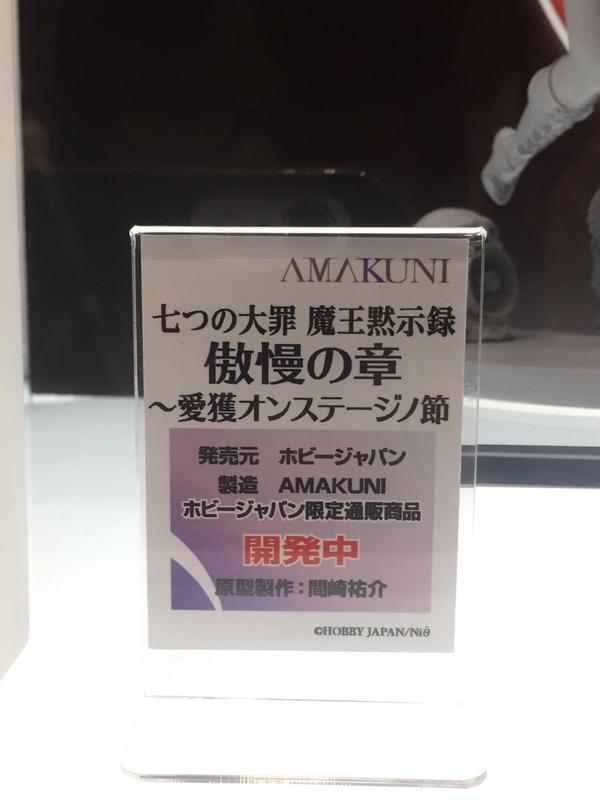 AMAKUNI
七つの大罪 魔王黙示録
傲慢の章
～愛獲オンステージノ節
発売元　ホビージャパン
製造　AMAKUNI
ホビージャパン限定通販商品
開発中
原型製作：間崎祐介
©HOBBY JAPAN/Niθ